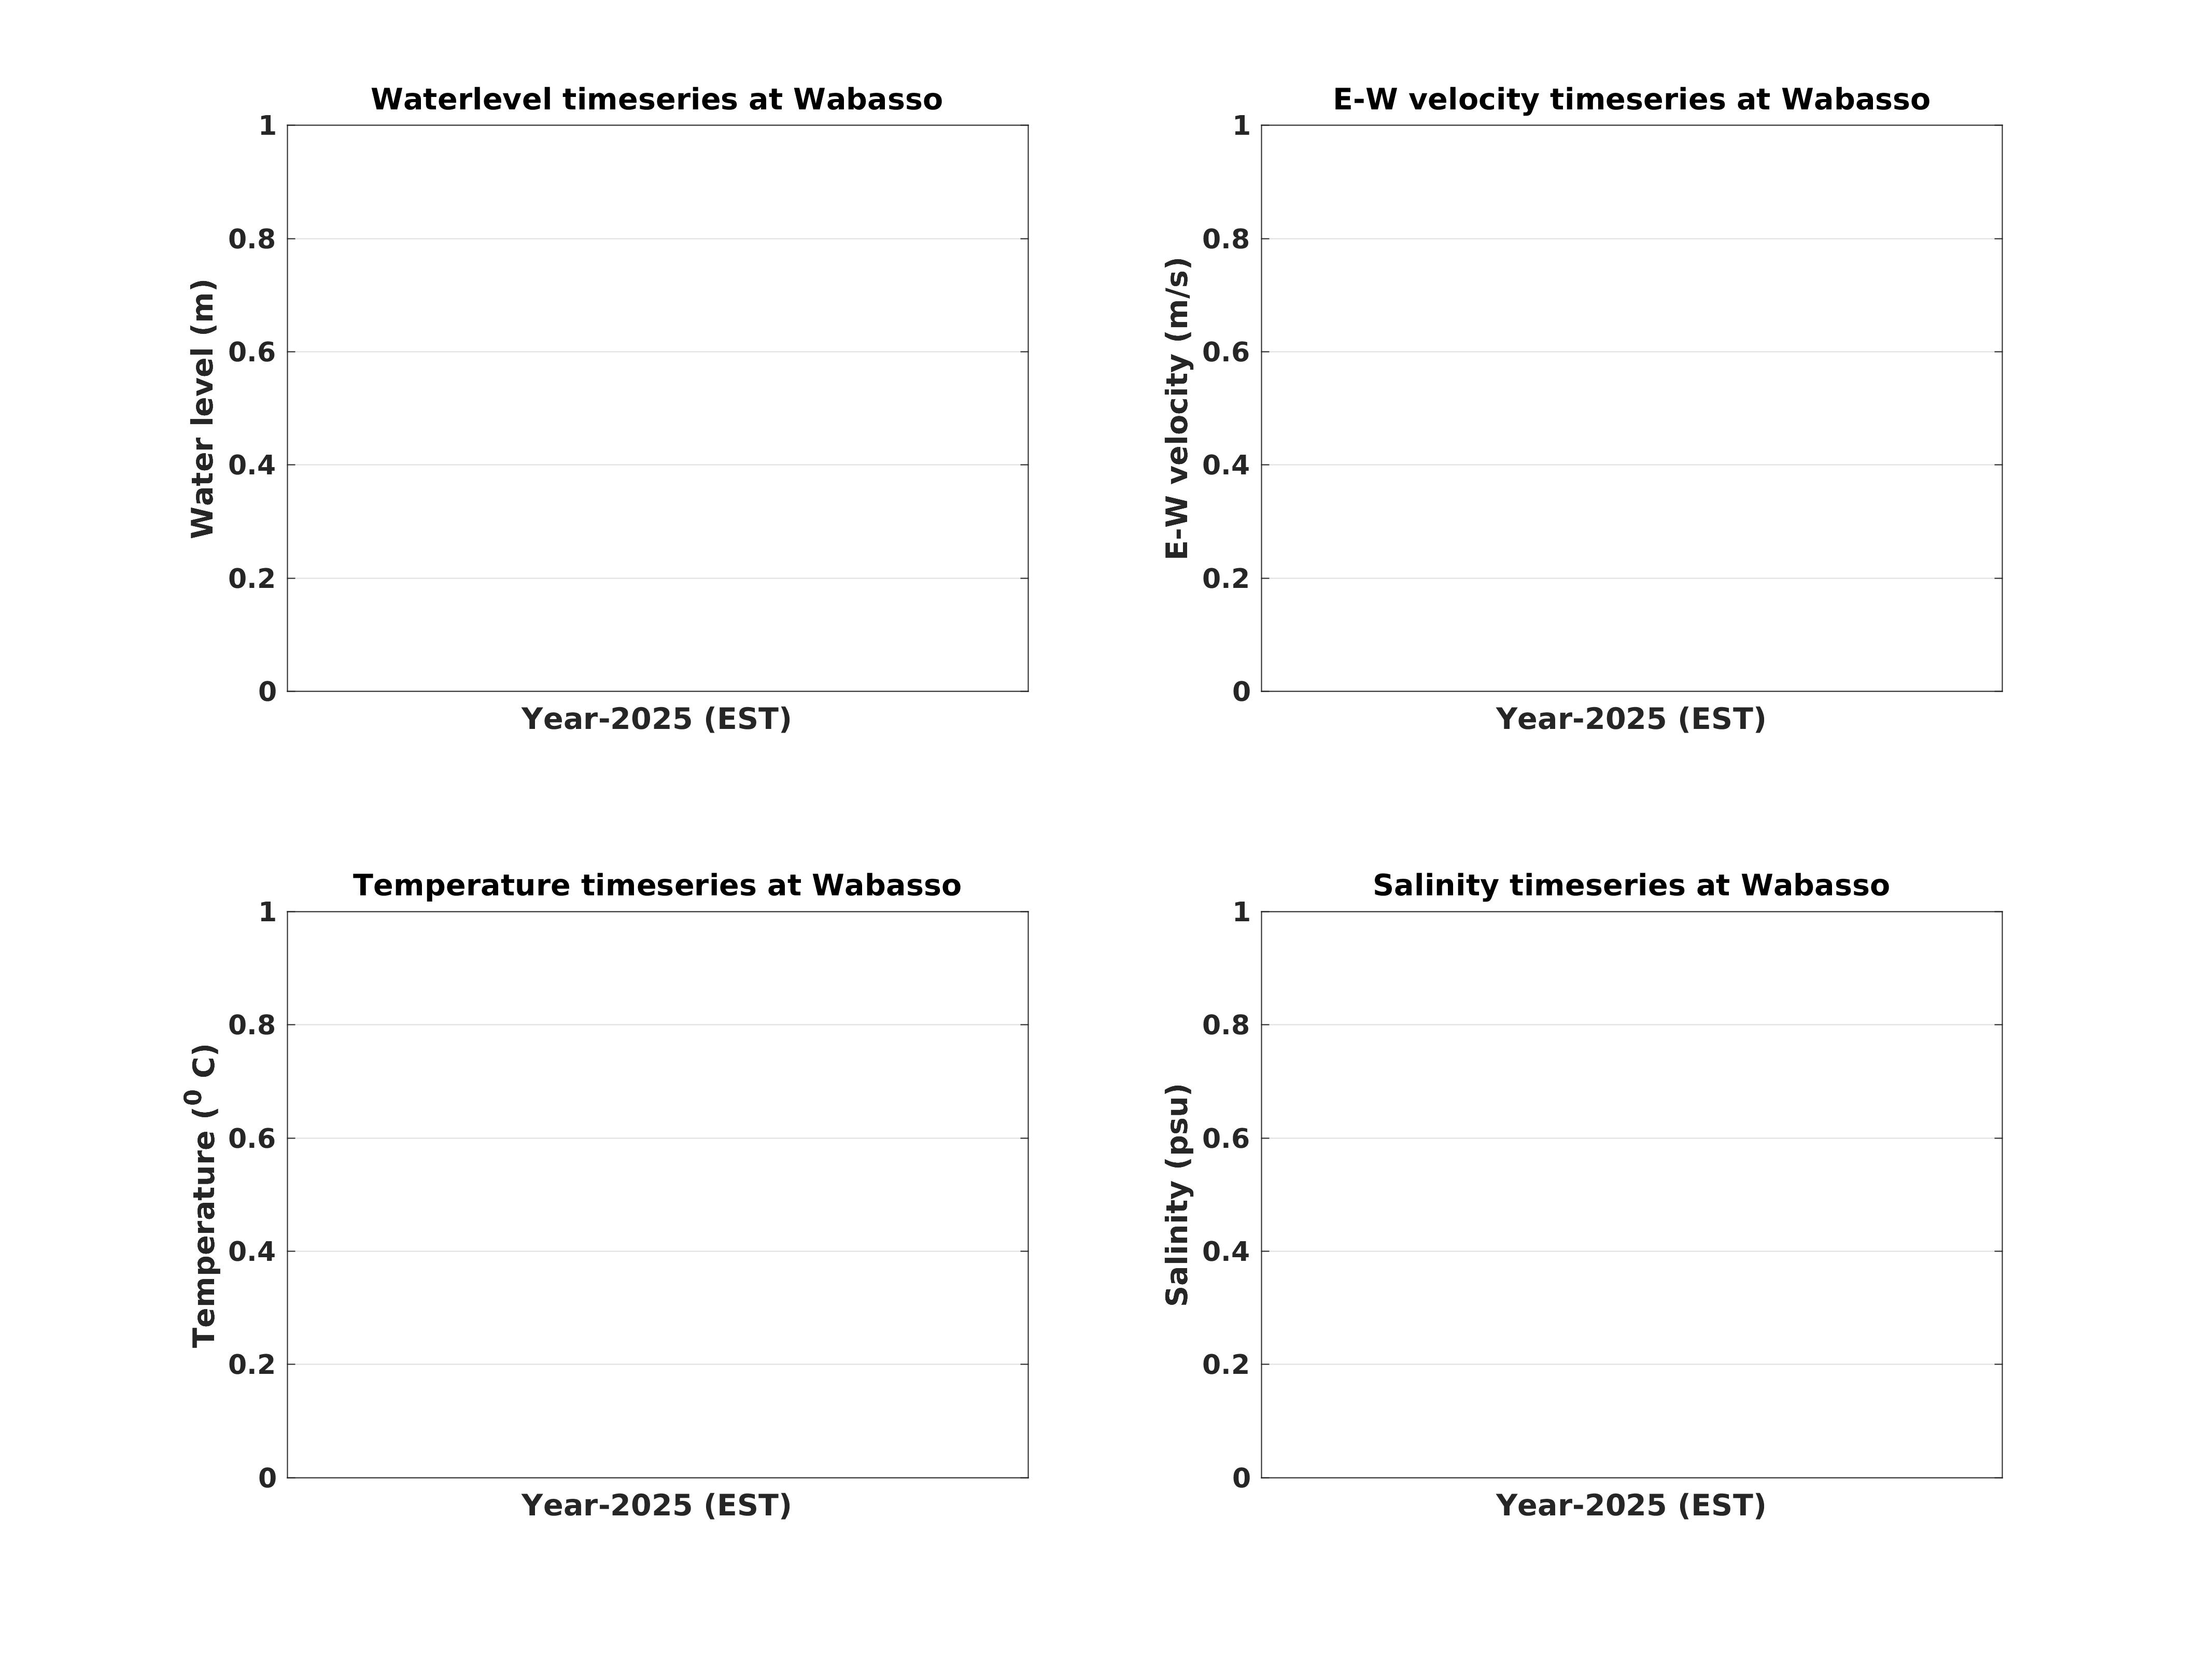 Waterlevel timeseries at Wabasso
1
0.8
0.6
0.4
0.2
0
Water level (m)
Year-2025 (EST)
E-W velocity timeseries at Wabasso
1
0.8
0.6
0.4
0.2
0
E-W velocity (m/s)
Year-2025 (EST)
Temperature timeseries at Wabasso
1
0.8
0.6
0.4
0.2
0
Temperature (⁰ C)
Year-2025 (EST)
Salinity timeseries at Wabasso
1
0.8
0.6
0.4
0.2
0
Salinity (psu)
Year-2025 (EST)